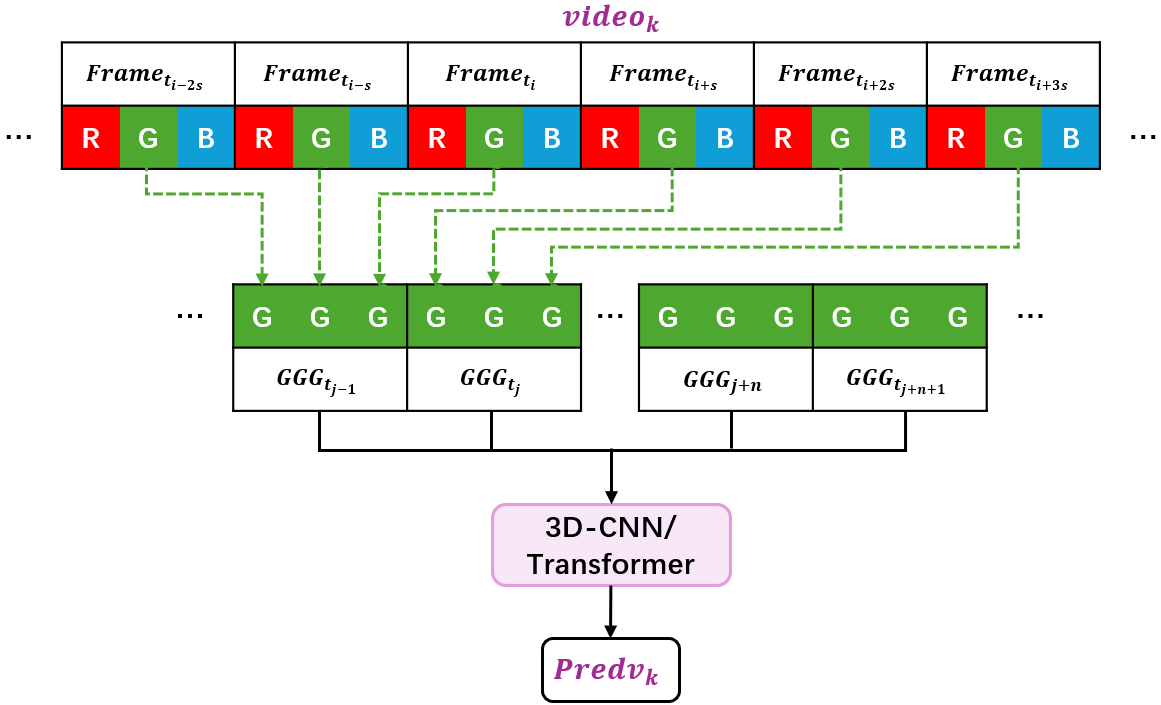 video_k
Frame_{t_{i-2s}} Frame_{t_{i-s}} Frame_{t_i} Frame_{t_{i+s}} Frame_{t_{i+2s}} Frame_{t_{i+3s}}
... R G B R G B R G B R G B R G B R G B ...
... G G G G G G ... G G G G G G ...
GGG_{t_{j-1}} GGG_{t_j} GGG_{j+n} GGG_{t_{j+n+1}}
3D-CNN/
Transformer
Predv_k